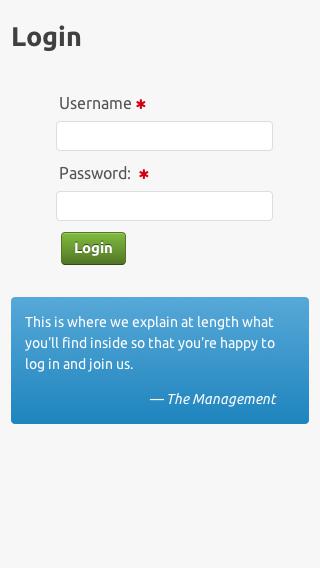 Login
Username *
Password: *
Login
This is where we explain at length what
you'll find inside so that you're happy to
log in and join us.
— The Management